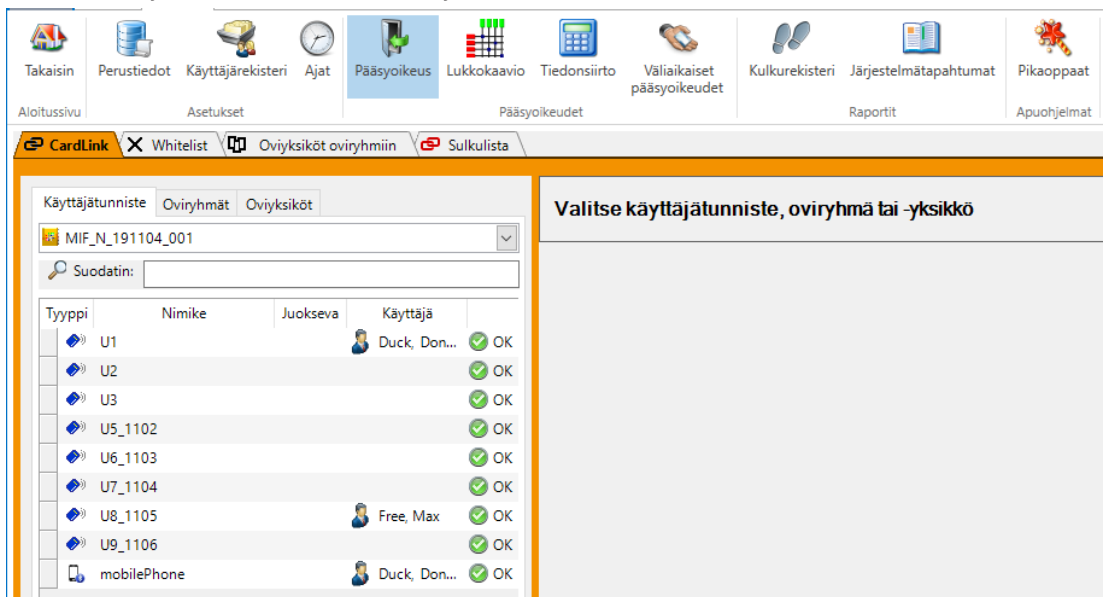 Takaisin Perustiedot Käyttäjärekisteri Ajat Pääsyoikeus Lukkokaavio Tiedonsiirto Väliaikaiset pääsyoikeudet Kulkurekisteri Järjestelmätapahtumat Pikaoppaat
Aloitussivu Asetukset Pääsyoikeudet Raportit Apuohjelmat
CardLink Whitelist Oviyksiköt oviryhmiin Sulkulista
Käyttäjätunniste Oviryhmät Oviyksiköt
Valitse käyttäjätunniste, oviryhmä tai -yksikkö
MIF_N_191104_001
Suodatin:
Tyyppi Nimike Juokseva Käyttäjä
U1 Duck, Don... OK
U2 OK
U3 OK
U5_1102 OK
U6_1103 OK
U7_1104 OK
U8_1105 Free, Max OK
U9_1106 OK
mobilePhone Duck, Don... OK